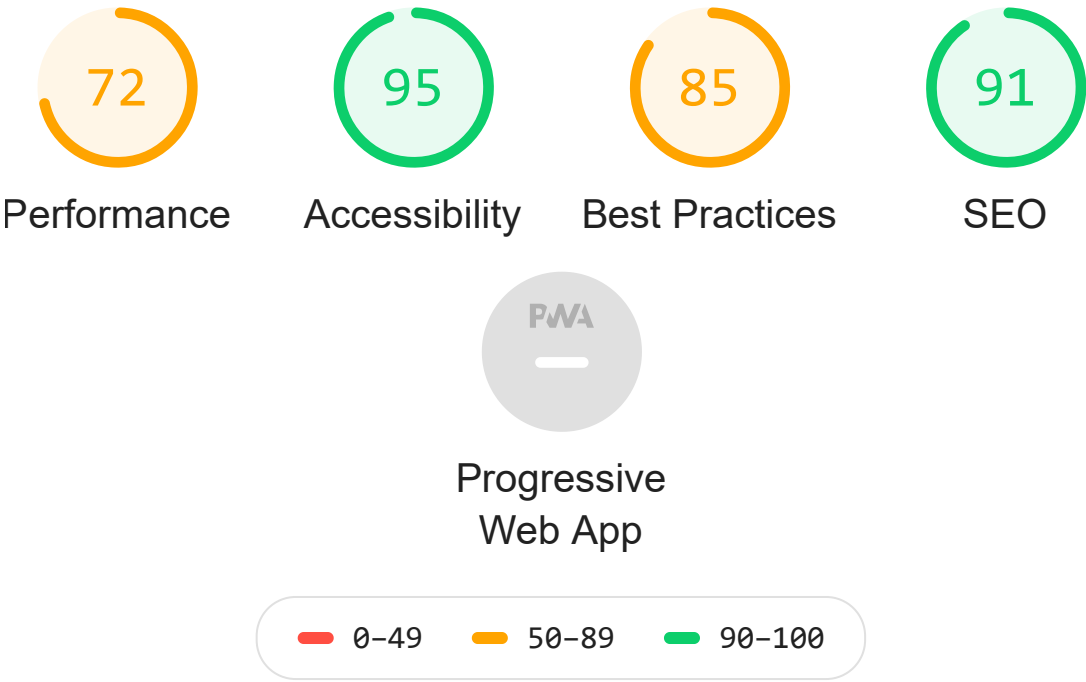 72 95 85 91
Performance Accessibility Best Practices SEO
PWA
Progressive
Web App
0–49 50–89 90–100